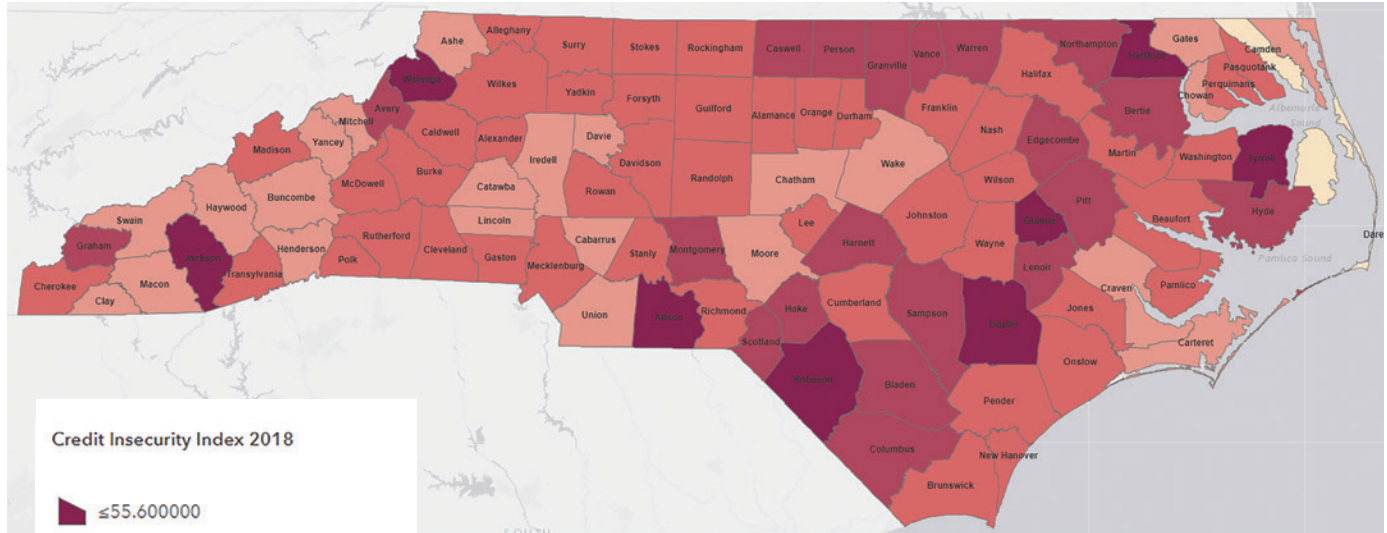 Alleghany
Ashe
Surry
Stokes
Rockingham
Caswell
Person
Granville
Vance
Warren
Northampton
Hertford
Gates
Camden
Pasquotank
Perquimans
Chowan
Watauga
Wilkes
Yadkin
Forsyth
Guilford
Alamance
Orange
Durham
Franklin
Halifax
Bertie
Albemarle
Sound
Avery
Mitchell
Yancey
Caldwell
Alexander
Iredell
Davie
Davidson
Randolph
Chatham
Wake
Nash
Edgecombe
Martin
Washington
Tyrrell
Madison
McDowell
Burke
Catawba
Rowan
Wilson
Pitt
Beaufort
Hyde
Dare
Haywood
Buncombe
Swain
Graham
Jackson
Henderson
Rutherford
Cleveland
Lincoln
Gaston
Cabarrus
Stanly
Montgomery
Moore
Lee
Harnett
Johnston
Wayne
Greene
Lenoir
Craven
Pamlico
Pamlico Sound
Cherokee
Clay
Macon
Transylvania
Polk
Mecklenburg
Union
Anson
Richmond
Scotland
Hoke
Cumberland
Sampson
Duplin
Jones
Onslow
Carteret
Robeson
Bladen
Pender
Columbus
Brunswick
New Hanover
Credit Insecurity Index 2018
≤55.600000
SOUTH